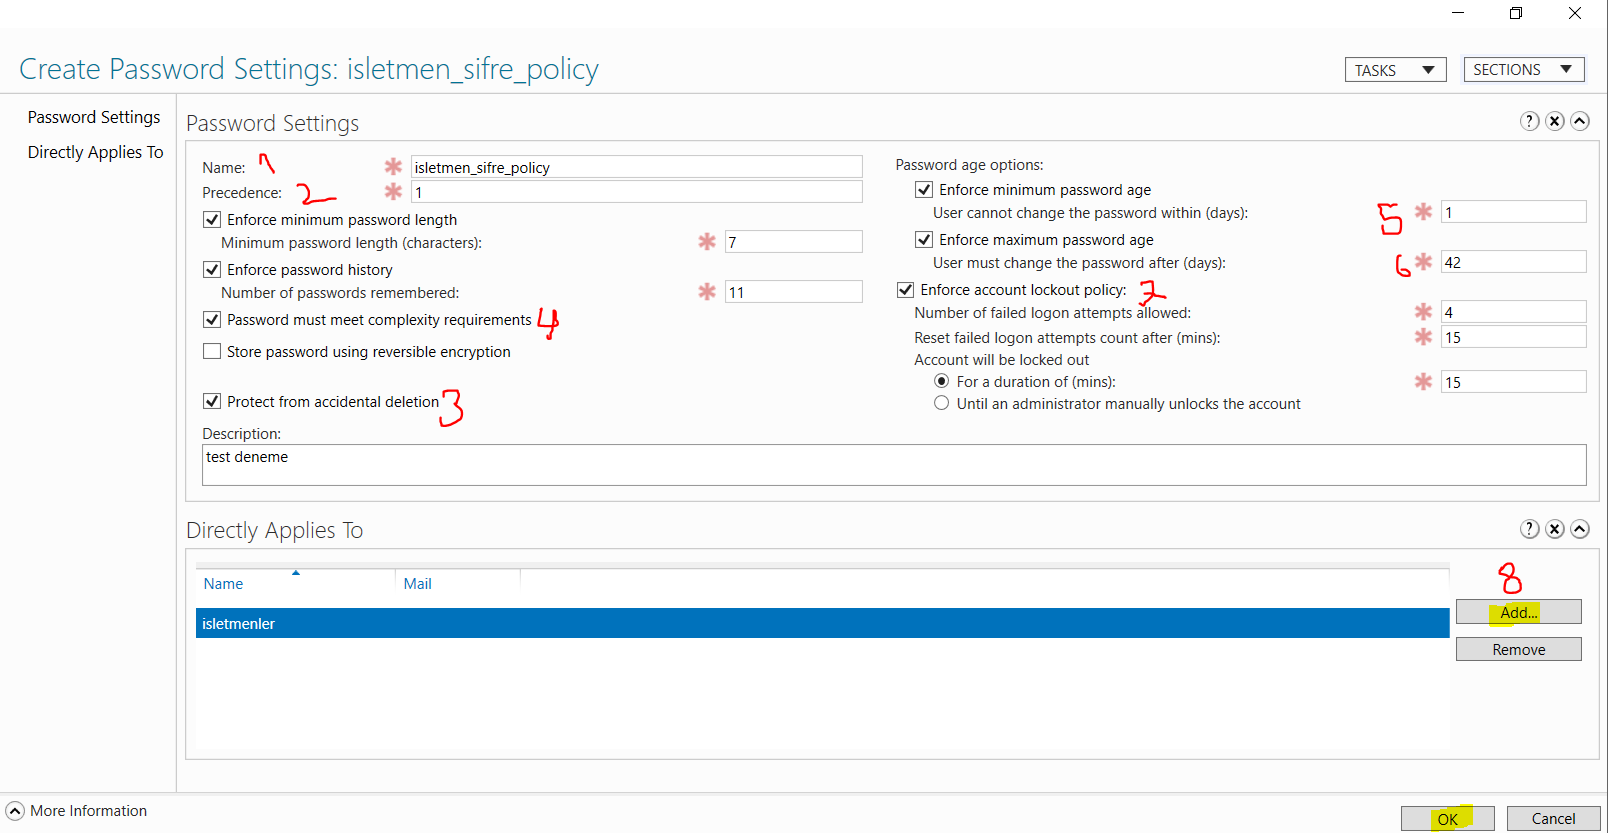 Create Password Settings: isletmen_sifre_policy
TASKS
SECTIONS
Password Settings
Directly Applies To
Password Settings
?
Name: 1 * isletmen_sifre_policy
Precedence: 2 * 1
Enforce minimum password length
Minimum password length (characters): * 7
Enforce password history
Number of passwords remembered: * 11
Password must meet complexity requirements 4
Store password using reversible encryption
Protect from accidental deletion 3
Password age options:
Enforce minimum password age
User cannot change the password within (days): 5 * 1
Enforce maximum password age
User must change the password after (days): 6 * 42
Enforce account lockout policy: 7
Number of failed logon attempts allowed: * 4
Reset failed logon attempts count after (mins): * 15
Account will be locked out
For a duration of (mins): * 15
Until an administrator manually unlocks the account
Description:
test deneme
Directly Applies To
?
Name
Mail
isletmenler
8
Add...
Remove
More Information
OK
Cancel